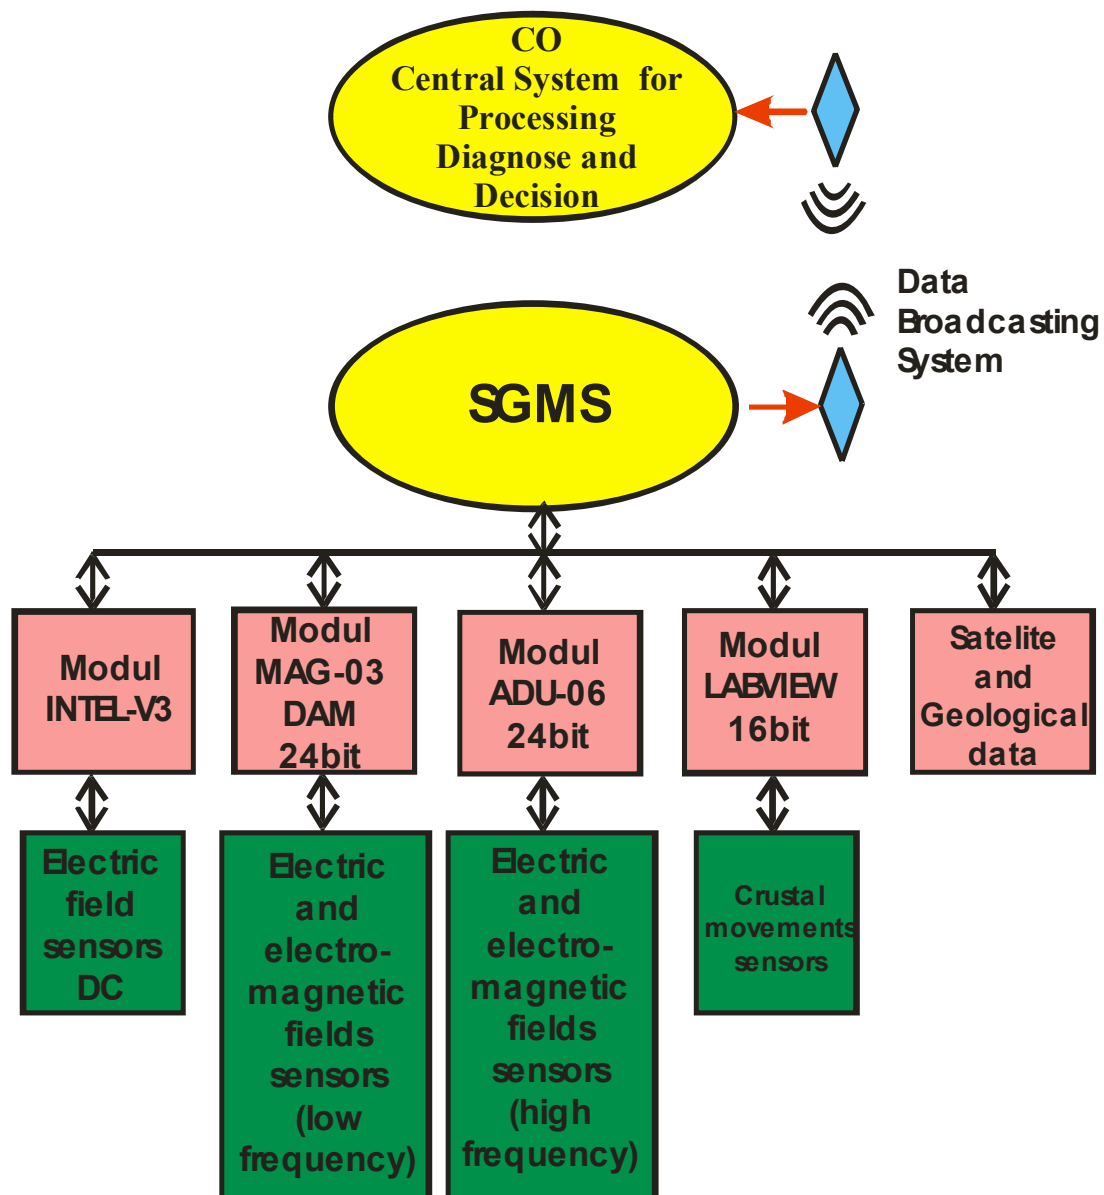 CO
Central System for
Processing
Diagnose and
Decision
Data
Broadcasting
System
SGMS
Modul
INTEL-V3
Modul
MAG-03
DAM
24bit
Modul
ADU-06
24bit
Modul
LABVIEW
16bit
Satelite
and
Geological
data
Electric
field
sensors
DC
Electric
and
electro-
magnetic
fields
sensors
(low
frequency)
Electric
and
electro-
magnetic
fields
sensors
(high
frequency)
Crustal
movements
sensors